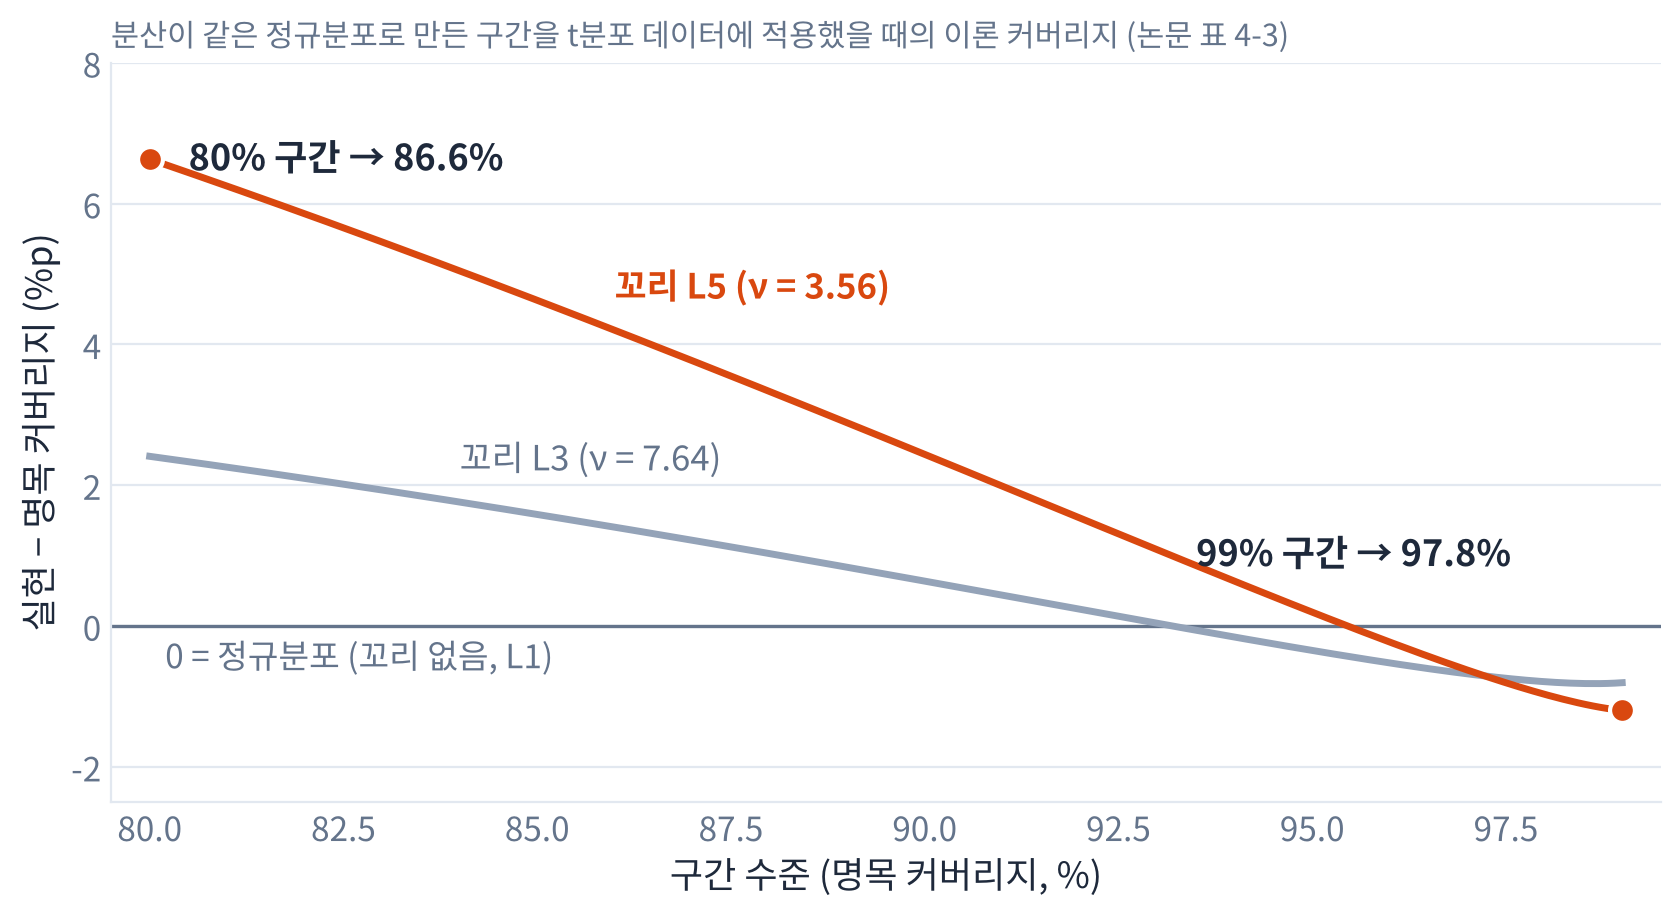 분산이 같은 정규분포로 만든 구간을 t분포 데이터에 적용했을 때의 이론 커버리지 (논문 표 4-3)
8
80% 구간 → 86.6%
6
꼬리 L5 (ν = 3.56)
4
꼬리 L3 (ν = 7.64)
2
99% 구간 → 97.8%
0
0 = 정규분포 (꼬리 없음, L1)
-2
실현 − 명목 커버리지 (%p)
80.0 82.5 85.0 87.5 90.0 92.5 95.0 97.5
구간 수준 (명목 커버리지, %)